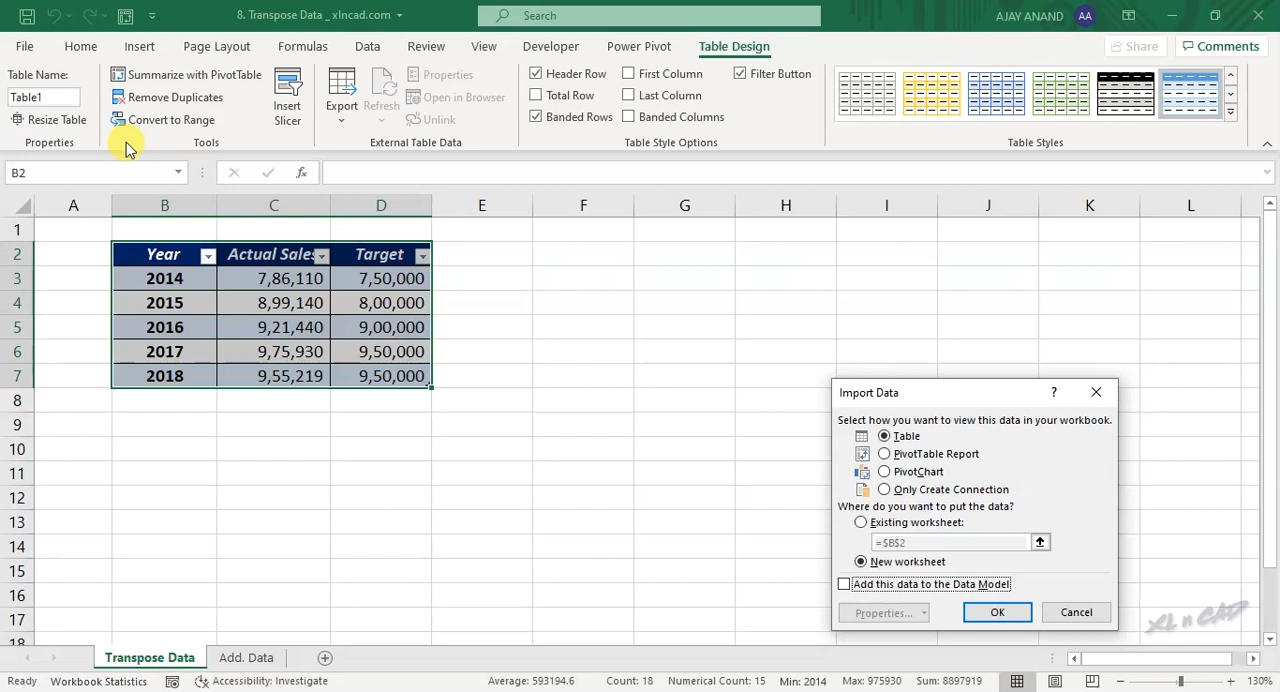 8. Transpose Data _ xlncad.com
Search
AJAY ANAND
AA
File Home Insert Page Layout Formulas Data Review View Developer Power Pivot Table Design
Share
Comments
Table Name:
Table1
Resize Table
Properties
Summarize with PivotTable
Remove Duplicates
Convert to Range
Tools
Insert
Slicer
Export
Refresh
Properties
Open in Browser
Unlink
External Table Data
Header Row
Total Row
Banded Rows
First Column
Last Column
Banded Columns
Filter Button
Table Style Options
Table Styles
B2
fx
A B C D E F G H I J K L
1
2 Year Actual Sales Target
3 2014 7,86,110 7,50,000
4 2015 8,99,140 8,00,000
5 2016 9,21,440 9,00,000
6 2017 9,75,930 9,50,000
7 2018 9,55,219 9,50,000
8
9
10
11
12
13
14
15
16
17
18
Import Data
?
Select how you want to view this data in your workbook.
Table
PivotTable Report
PivotChart
Only Create Connection
Where do you want to put the data?
Existing worksheet:
=$B$2
New worksheet
Add this data to the Data Model
Properties...
OK
Cancel
XL n CAD
Transpose Data
Add. Data
Ready
Workbook Statistics
Accessibility: Investigate
Average: 593194.6 Count: 18 Numerical Count: 15 Min: 2014 Max: 975930 Sum: 8897919
130%